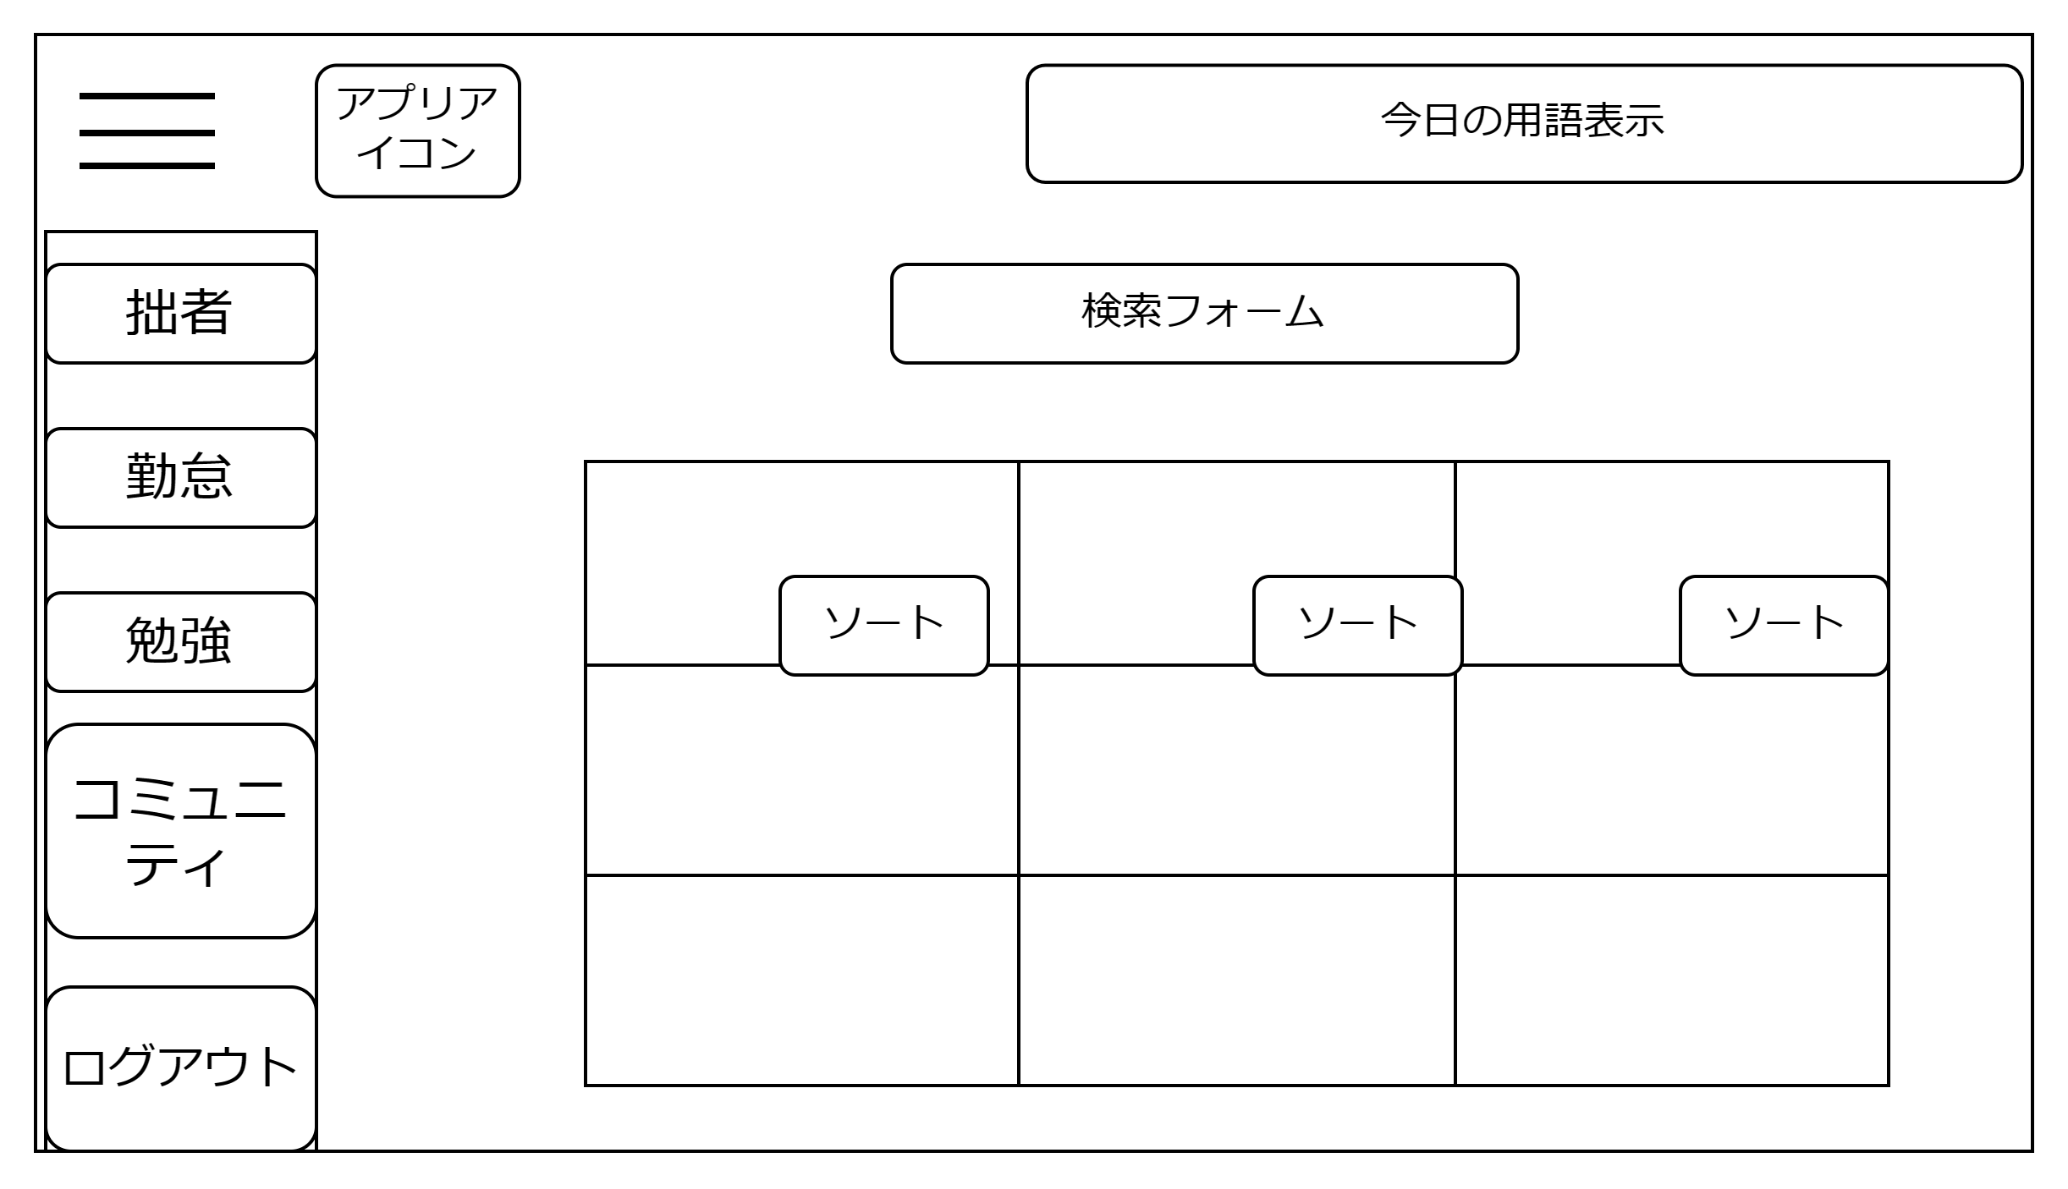 アプリア
イコン
今日の用語表示
拙者
検索フォーム
勤怠
勉強
ソート
ソート
ソート
コミュニ
ティ
ログアウト